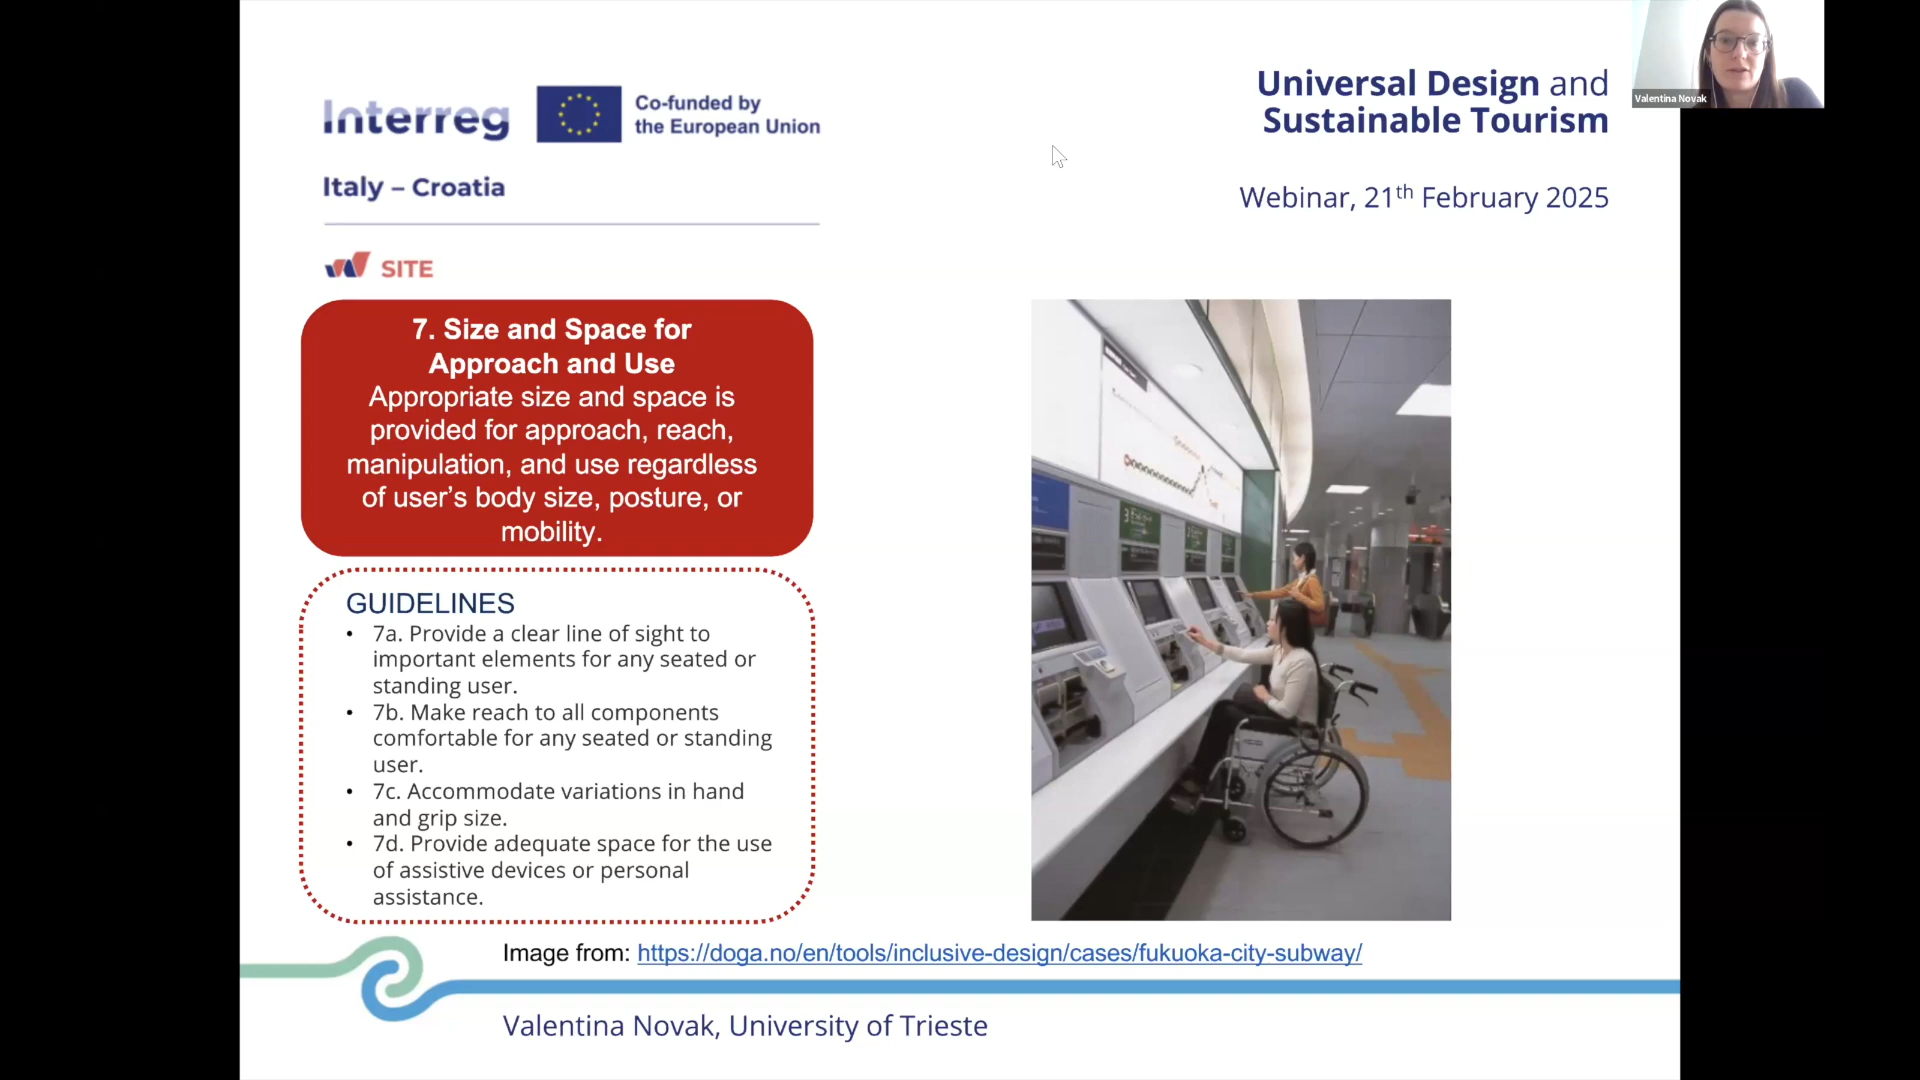 Interreg
Co-funded by
the European Union
Italy – Croatia
SITE
Universal Design and
Sustainable Tourism
Webinar, 21th February 2025
Valentina Novak
7. Size and Space for
Approach and Use
Appropriate size and space is
provided for approach, reach,
manipulation, and use regardless
of user’s body size, posture, or
mobility.
GUIDELINES
• 7a. Provide a clear line of sight to
important elements for any seated or
standing user.
• 7b. Make reach to all components
comfortable for any seated or standing
user.
• 7c. Accommodate variations in hand
and grip size.
• 7d. Provide adequate space for the use
of assistive devices or personal
assistance.
3
Image from: https://doga.no/en/tools/inclusive-design/cases/fukuoka-city-subway/
Valentina Novak, University of Trieste